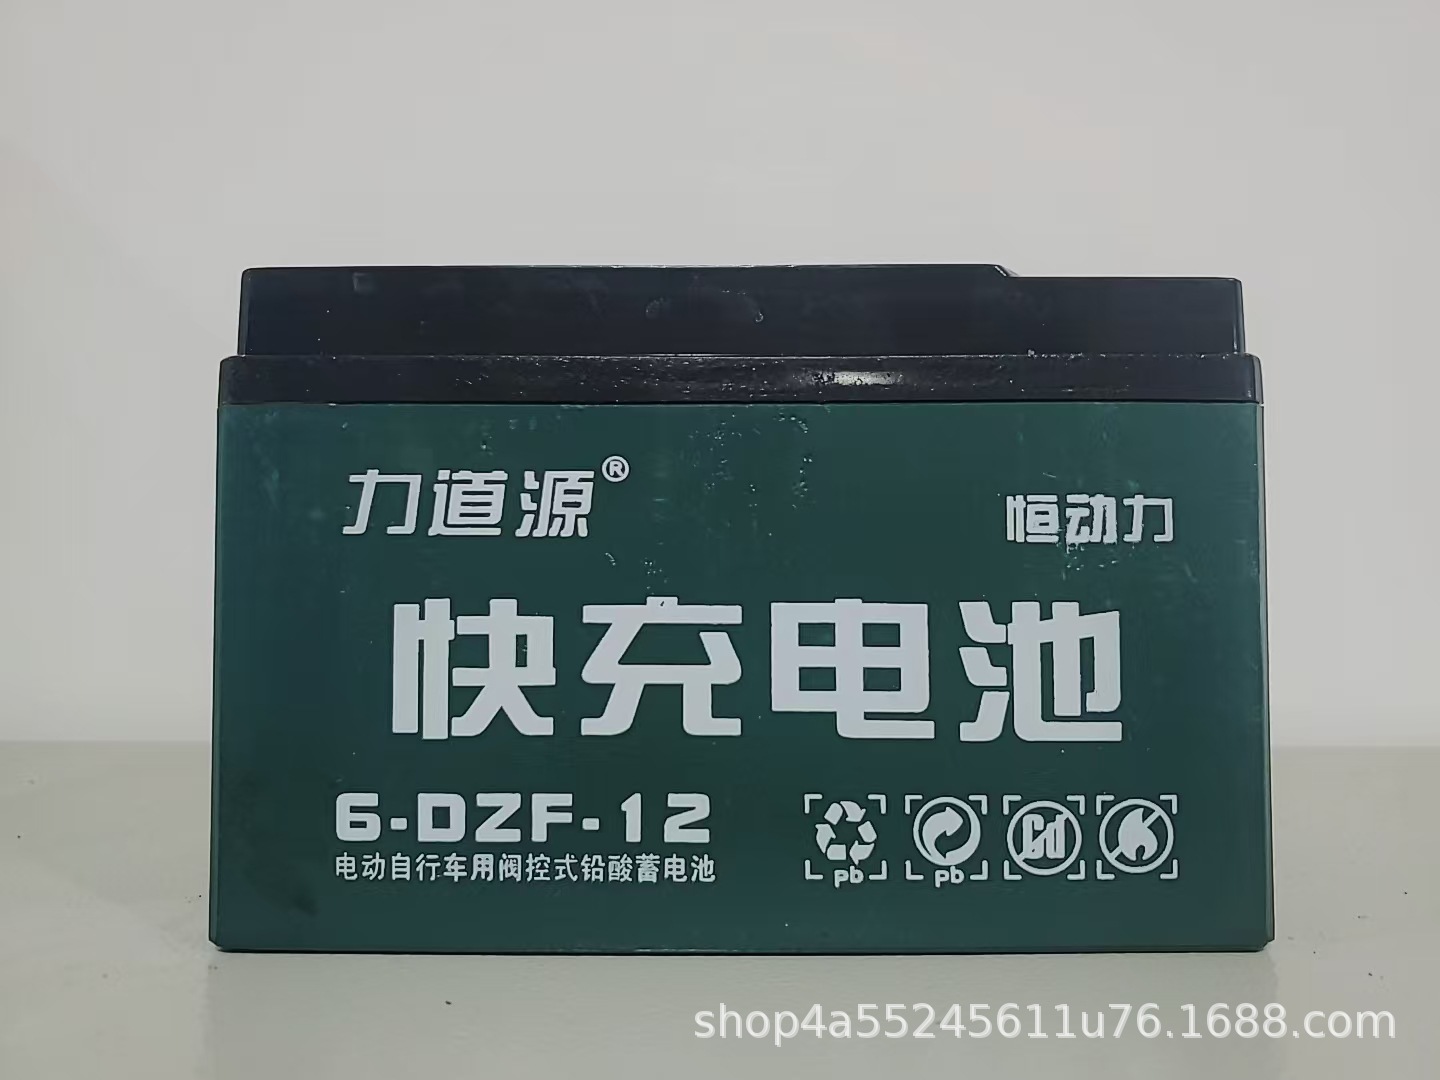 力道源®
恒动力
快充电池
6-DZF-12
电动自行车用阀控式铅酸蓄电池
pb pb Cd
shop4a55245611u76.1688.com